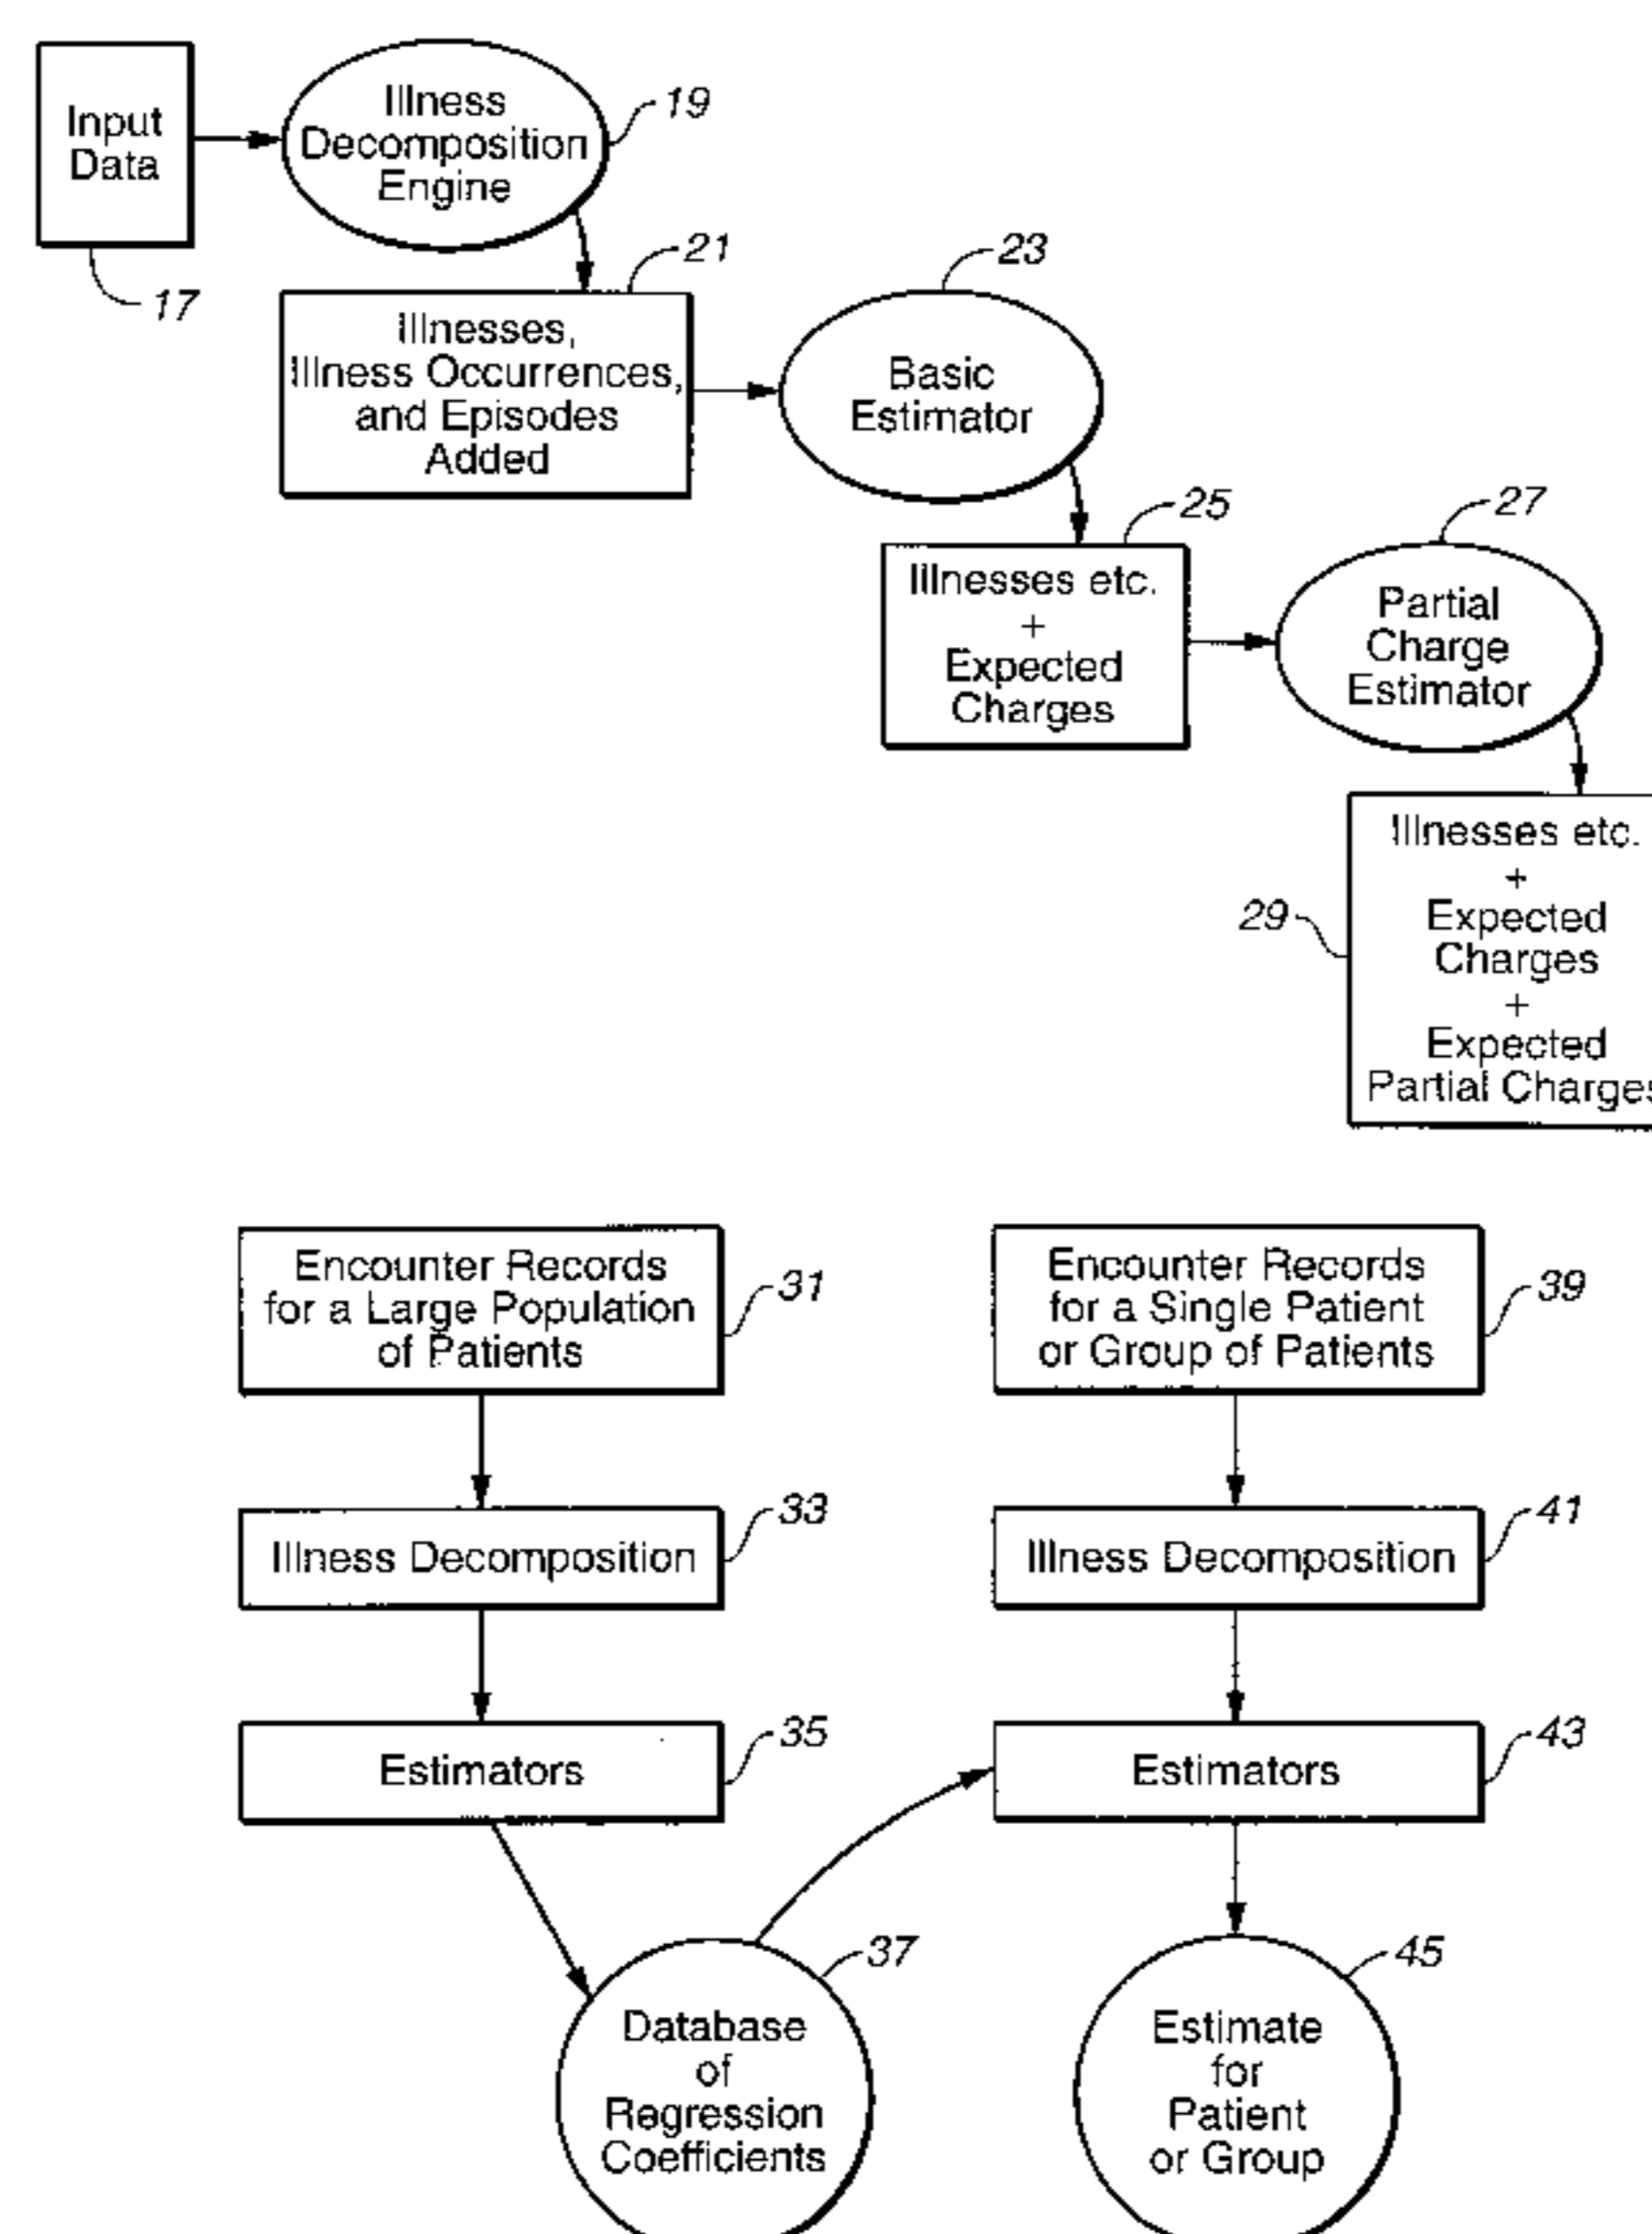 Input
Data
17
Illness
Decomposition
Engine
19
Illnesses,
Illness Occurrences,
and Episodes
Added
21
Basic
Estimator
23
Illnesses etc.
+
Expected
Charges
25
Partial
Charge
Estimator
27
Illnesses etc.
+
Expected
Charges
+
Expected
Partial Charges
29
Encounter Records
for a Large Population
of Patients
31
Illness Decomposition
33
Estimators
35
Database
of
Regression
Coefficients
37
Encounter Records
for a Single Patient
or Group of Patients
39
Illness Decomposition
41
Estimators
43
Estimate
for
Patient
or Group
45